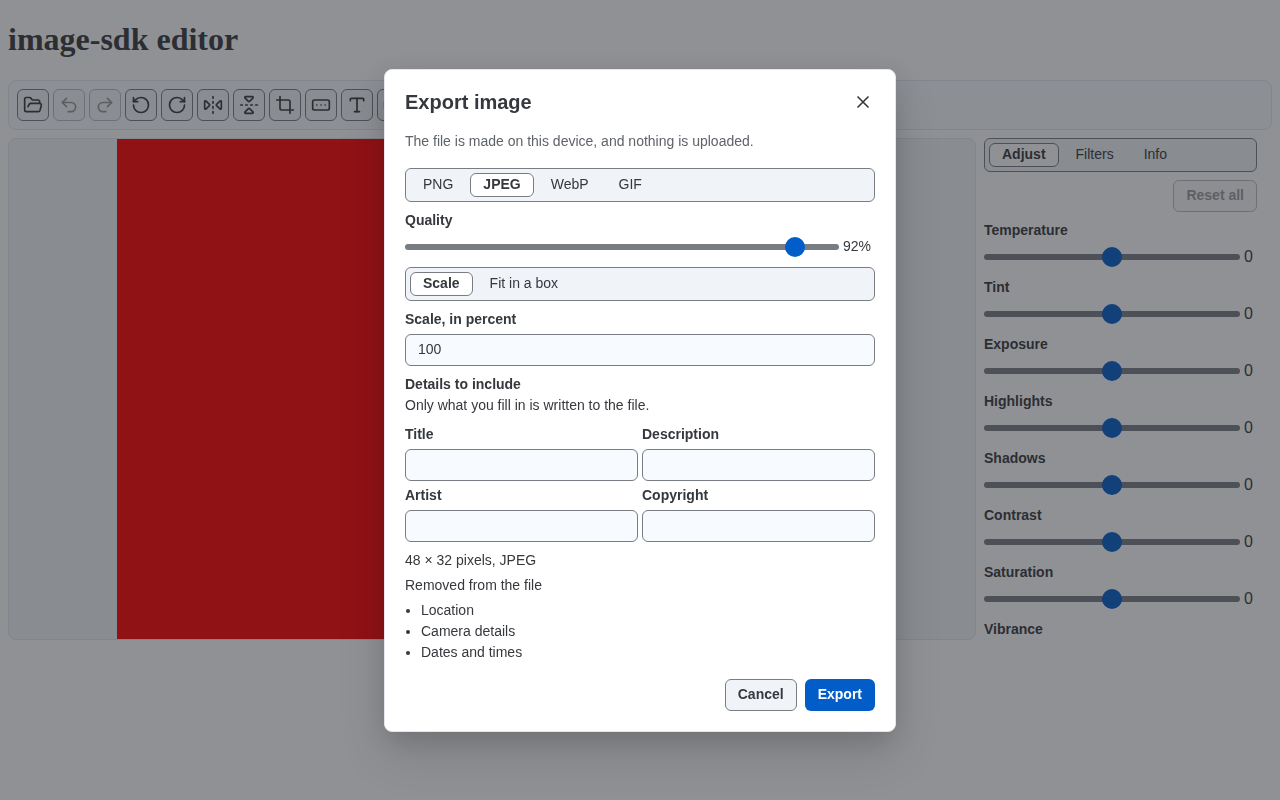 image-sdk editor
Export image
The file is made on this device, and nothing is uploaded.
PNG JPEG WebP GIF
Quality
92%
Scale Fit in a box
Scale, in percent
100
Details to include
Only what you fill in is written to the file.
Title Description
Artist Copyright
48 × 32 pixels, JPEG
Removed from the file
• Location
• Camera details
• Dates and times
Cancel Export
Adjust Filters Info
Reset all
Temperature
0
Tint
0
Exposure
0
Highlights
0
Shadows
0
Contrast
0
Saturation
0
Vibrance